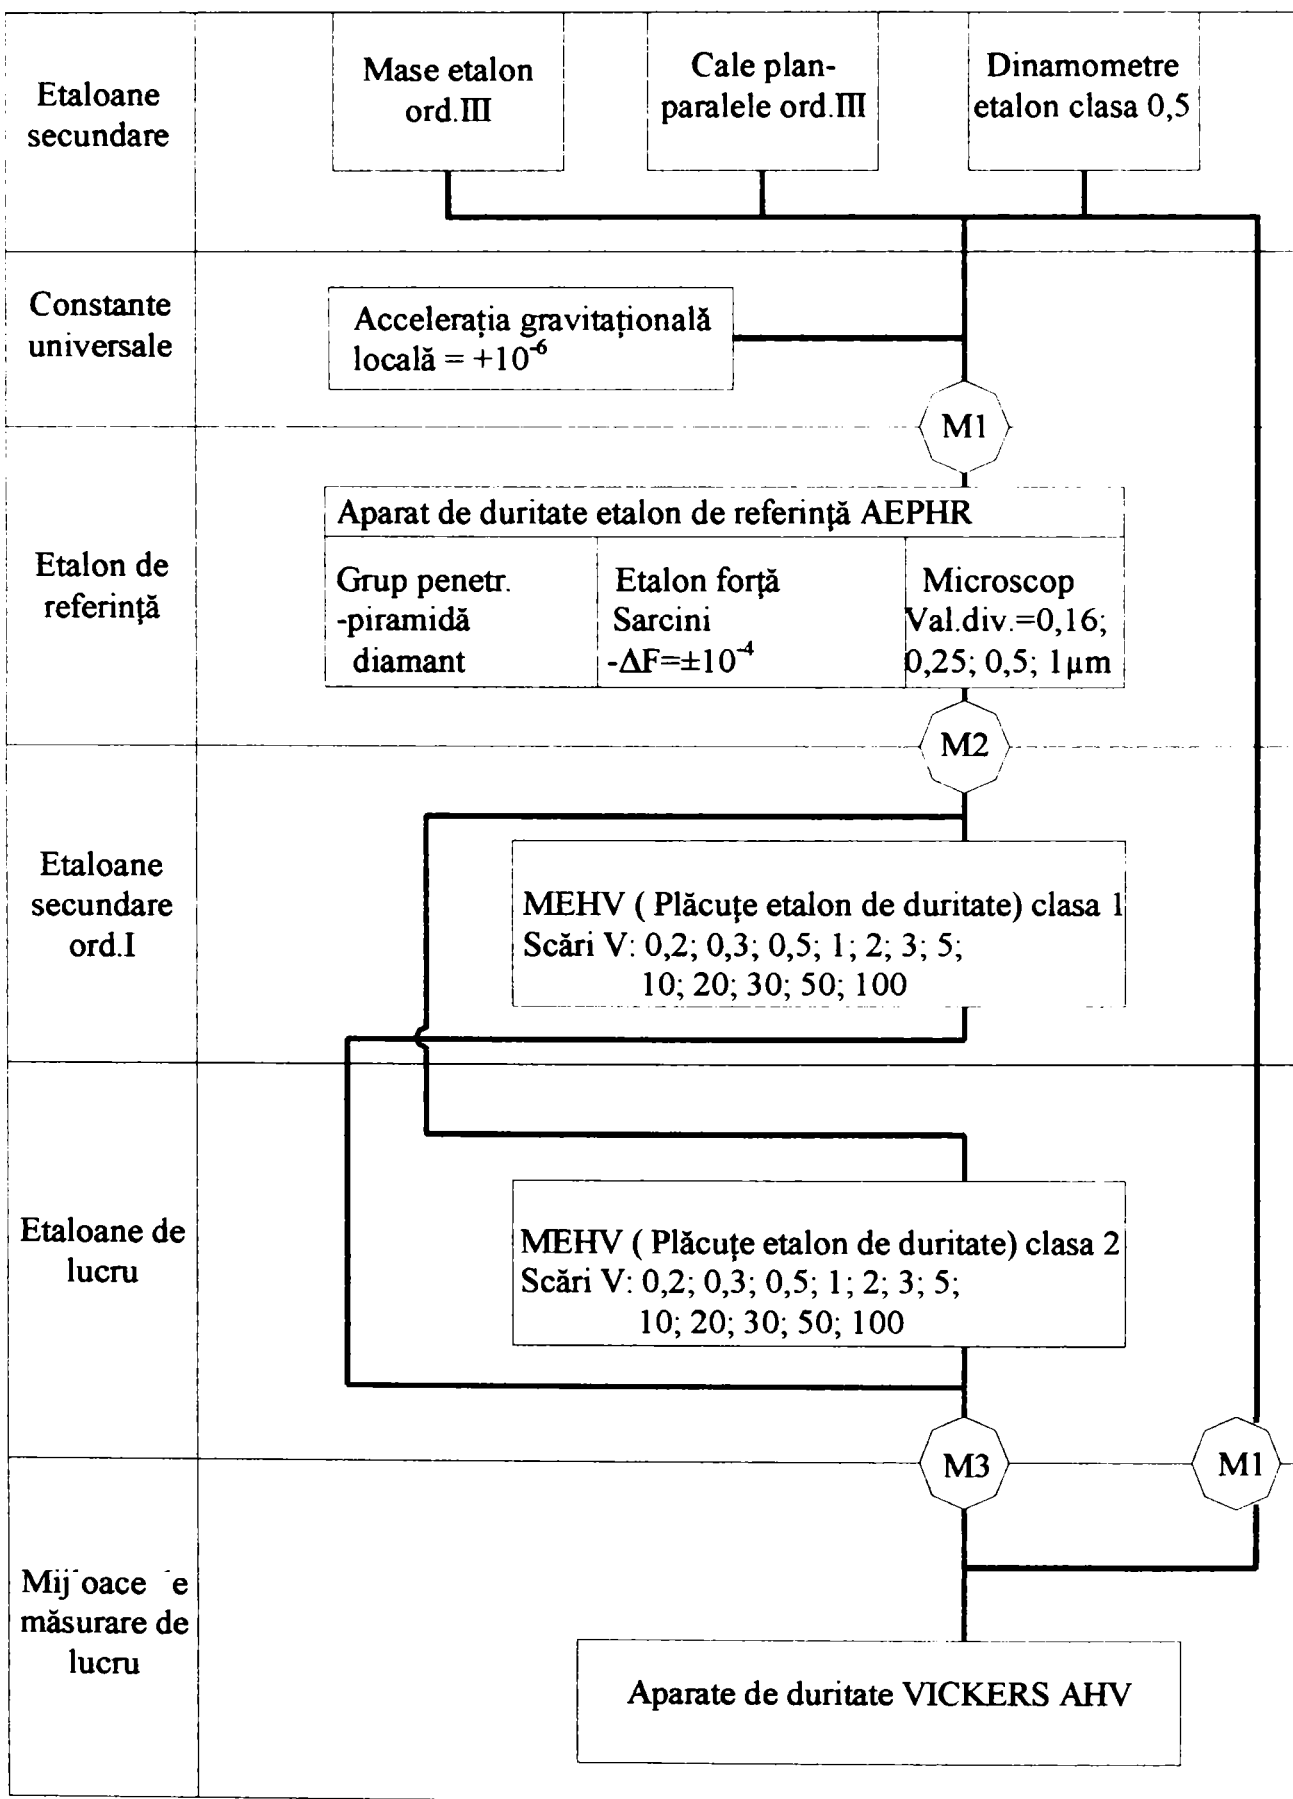 Etaloane
secundare
Mase etalon
ord.III
Cale plan-
paralele ord.III
Dinamometre
etalon clasa 0,5
Constante
universale
Accelerația gravitațională
locală = +10⁻⁶
M1
Etalon de
referință
Aparat de duritate etalon de referință AEPHR
Grup penetr.
-piramidă
diamant
Etalon forță
Sarcini
-ΔF=±10⁻⁴
Microscop
Val.div.=0,16;
0,25; 0,5; 1μm
M2
Etaloane
secundare
ord.I
MEHV ( Plăcuțe etalon de duritate) clasa 1
Scări V: 0,2; 0,3; 0,5; 1; 2; 3; 5;
10; 20; 30; 50; 100
Etaloane de
lucru
MEHV ( Plăcuțe etalon de duritate) clasa 2
Scări V: 0,2; 0,3; 0,5; 1; 2; 3; 5;
10; 20; 30; 50; 100
M3
M1
măsurare de
lucru
Aparate de duritate VICKERS AHV